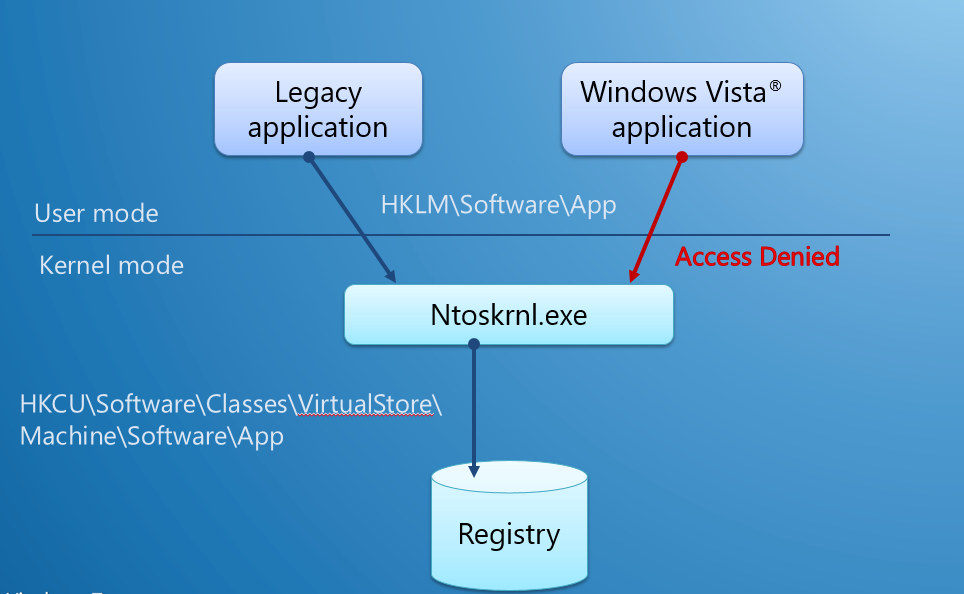 Legacy
application
Windows Vista®
application
HKLM\Software\App
User mode
Access Denied
Kernel mode
Ntoskrnl.exe
HKCU\Software\Classes\VirtualStore\
Machine\Software\App
Registry